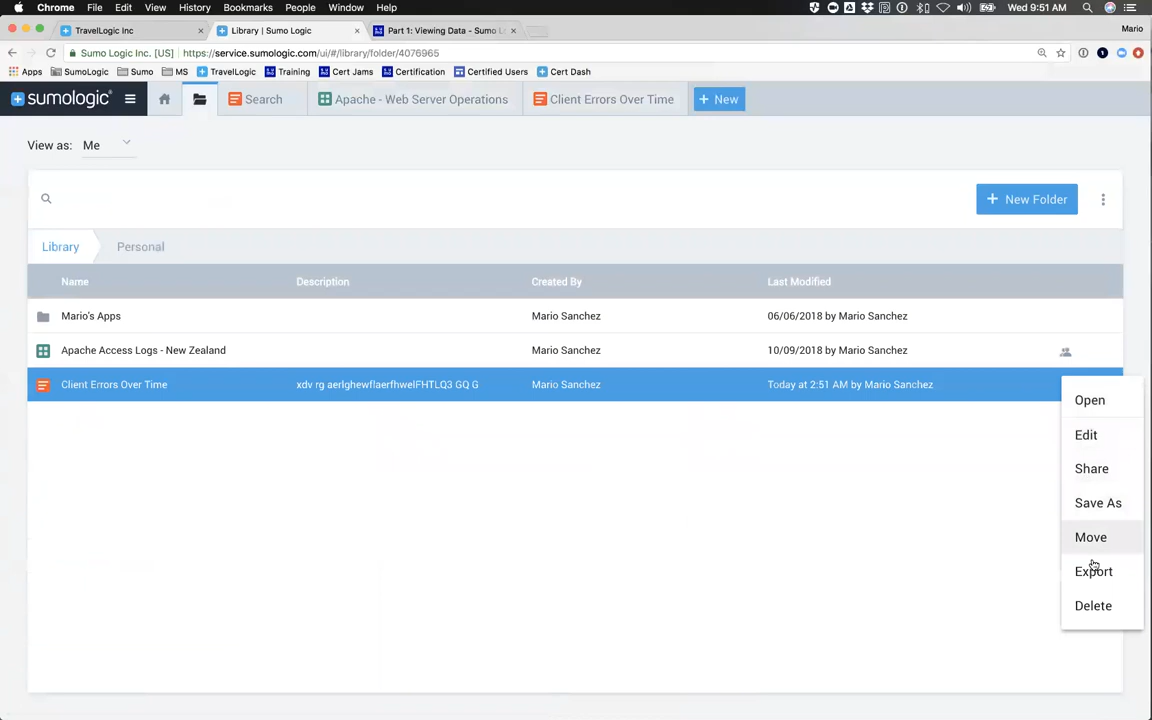 Chrome File Edit View History Bookmarks People Window Help Wed 9:51 AM
TravelLogic Inc Library | Sumo Logic Part 1: Viewing Data - Sumo L Mario
Sumo Logic Inc. [US] https://service.sumologic.com/ui/#/library/folder/4076965
Apps SumoLogic Sumo MS TravelLogic Training Cert Jams Certification Certified Users Cert Dash
sumologic Search Apache - Web Server Operations Client Errors Over Time + New
View as: Me
+ New Folder
Library Personal
Name Description Created By Last Modified
Mario's Apps Mario Sanchez 06/06/2018 by Mario Sanchez
Apache Access Logs - New Zealand Mario Sanchez 10/09/2018 by Mario Sanchez
Client Errors Over Time Mario Sanchez Today at 2:51 AM by Mario Sanchez
Open
Edit
Share
Save As
Move
Export
Delete